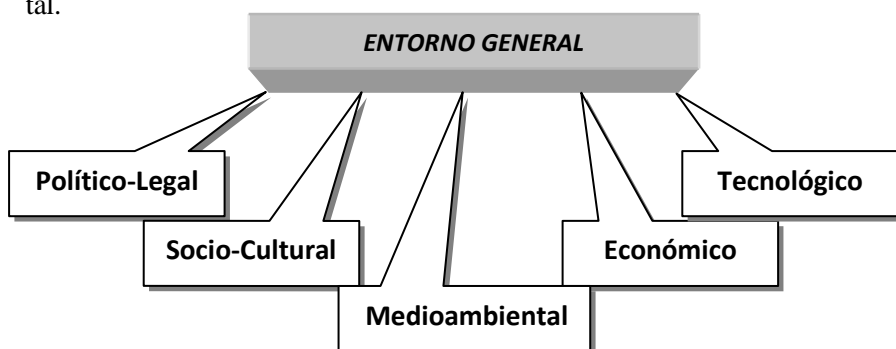 tal.
ENTORNO GENERAL
Político-Legal
Tecnológico
Socio-Cultural
Económico
Medioambiental